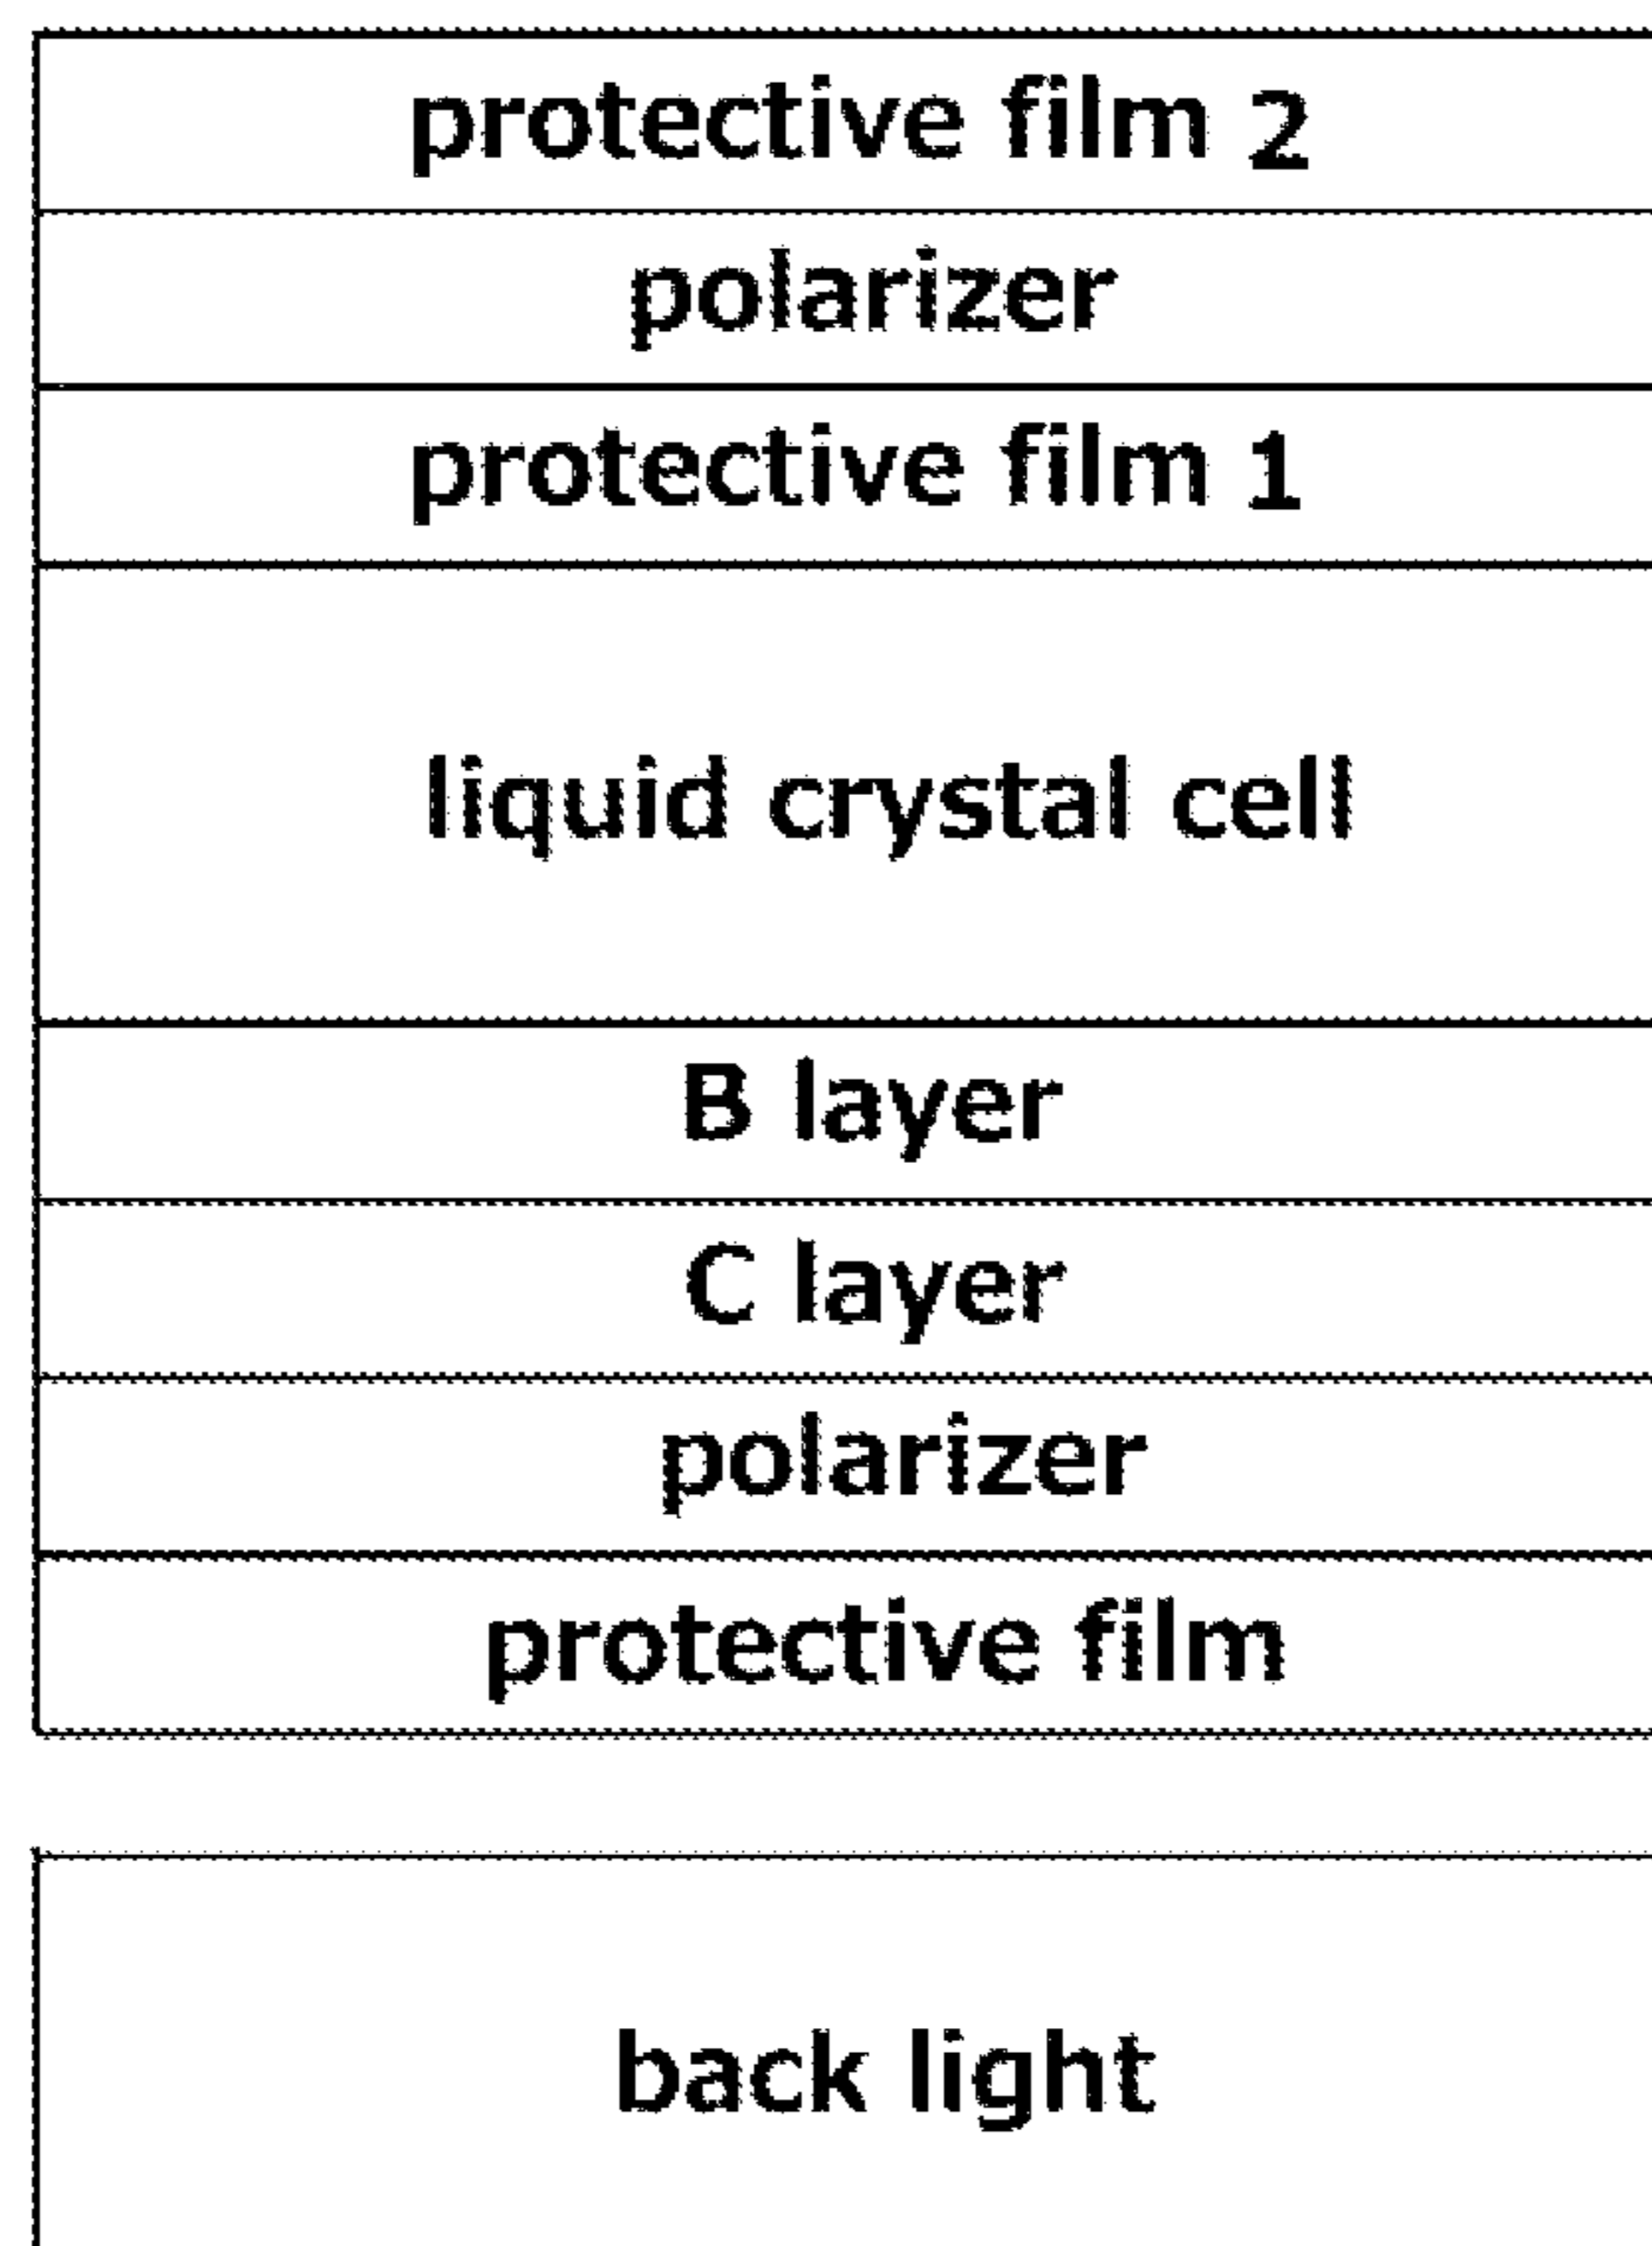 protective film 2
polarizer
protective film 1
liquid crystal cell
B layer
C layer
polarizer
protective film
back light